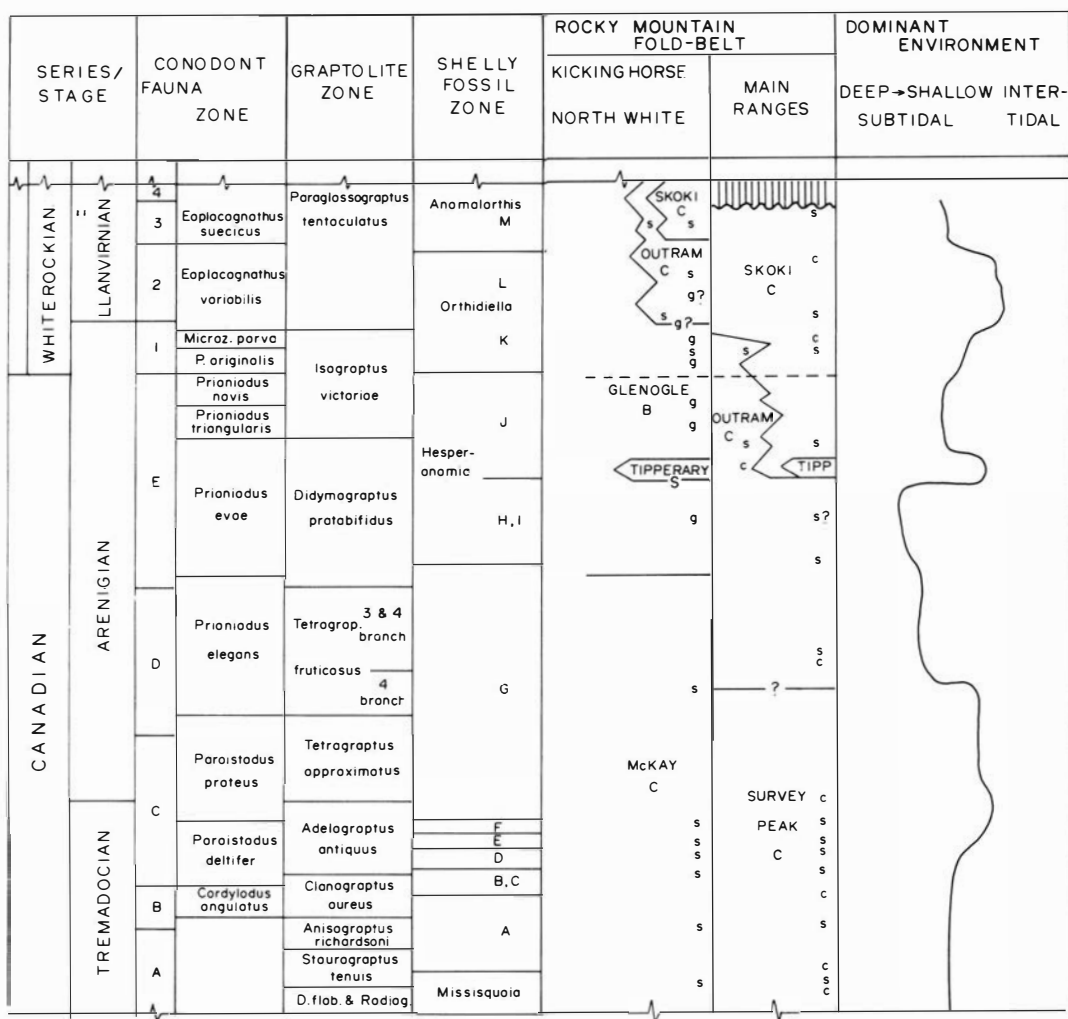 SERIES/
STAGE
CONODONT
FAUNA
ZONE
GRAPTOLITE
ZONE
SHELLY
FOSSIL
ZONE
ROCKY MOUNTAIN
FOLD-BELT
KICKING HORSE
NORTH WHITE
MAIN
RANGES
DOMINANT
ENVIRONMENT
DEEP→SHALLOW INTER-
SUBTIDAL TIDAL
WHITEROCKIAN
CANADIAN
LLANVIRNIAN
"
ARENIGIAN
TREMADOCIAN
4
3
2
1
E
D
C
B
A
Eoplacognathus
suecicus
Eoplacognathus
variabilis
Microz. parva
P. originalis
Prioniodus
navis
Prioniodus
triangularis
Prioniodus
evae
Prioniodus
elegans
Paroistodus
proteus
Paroistodus
deltifer
Cordylodus
angulatus
Paraglossograptus
tentaculatus
Isograptus
victoriae
Didymograptus
protobifidus
Tetragrap. 3 & 4
branch
fruticosus
4
branch
Tetragraptus
approximatus
Adelograptus
antiquus
Clonograptus
aureus
Anisograptus
richardsoni
Staurograptus
tenuis
D. flab. & Radiog.
Anomalorthis
M
L
Orthidiella
K
J
Hesper-
onomia
H, I
G
F
E
D
B, C
A
Missisquoia
SKOKI
C
s
s
OUTRAM
C s
g?
s
g?
g
s
g
GLENOGLE
B g
g
TIPPERARY
S
g
s
McKAY
C
s
s
s
s
s
s
s
c
SKOKI
C
s
c
s
s
OUTRAM
C s
s
c
TIPP
s?
s
s
c
?
SURVEY c
s
PEAK
s
s
C
s
c
s
c
s
c